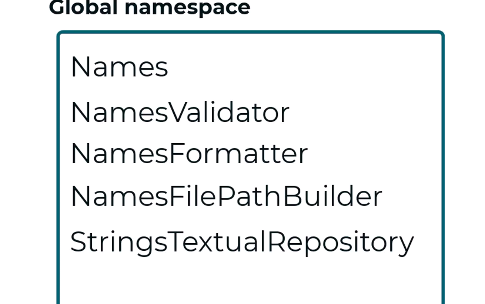 Global namespace
Names
NamesValidator
NamesFormatter
NamesFilePathBuilder
StringsTextualRepository